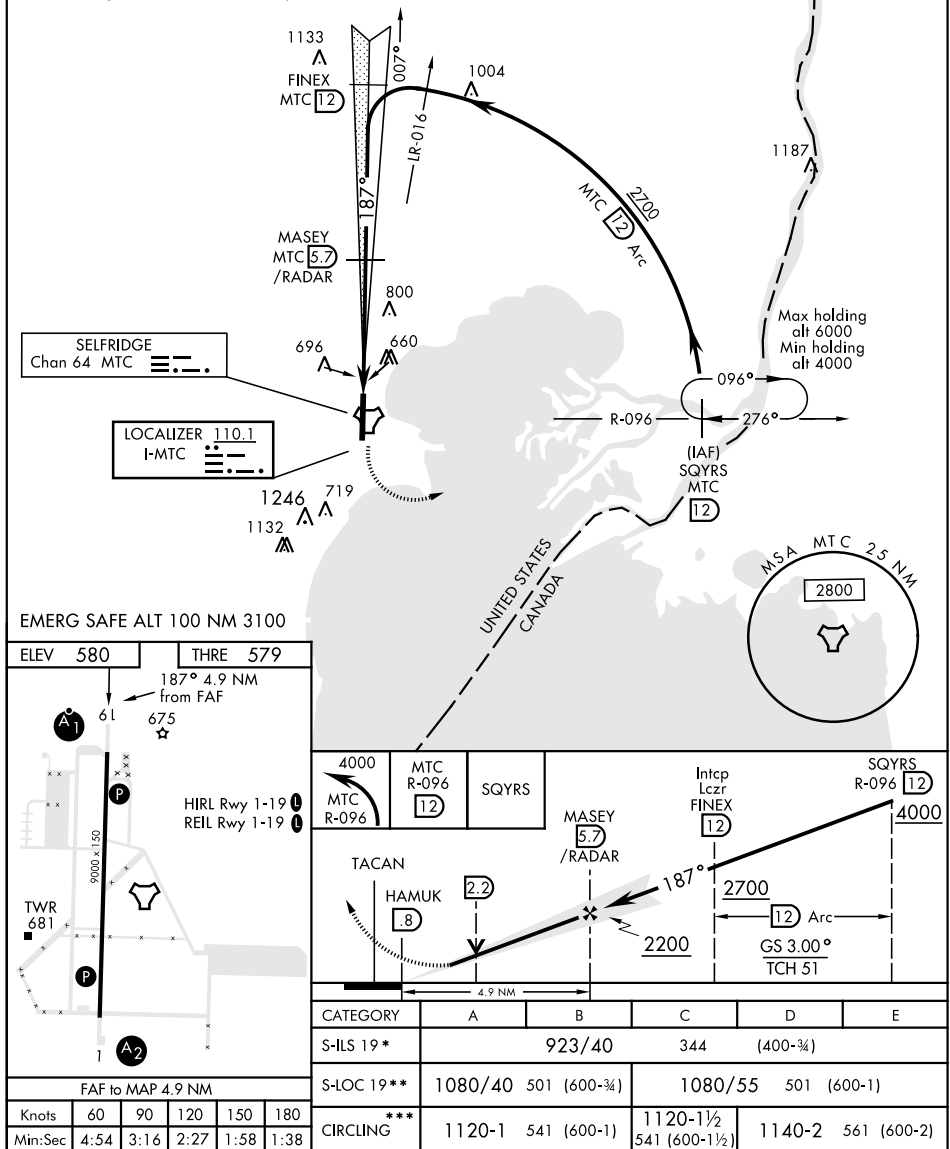 1133
FINEX
MTC 12
007°
LR-016
1004
1187
187°
MTC 12 Arc
2700
MASEY
MTC 5.7
/RADAR
800
696
660
SELFRIDGE
Chan 64 MTC
LOCALIZER 110.1
I-MTC
Max holding
alt 6000
Min holding
alt 4000
096°
R-096
276°
(IAF)
SQYRS
MTC
12
1246
719
1132
UNITED STATES
CANADA
MSA MTC 25 NM
2800
EMERG SAFE ALT 100 NM 3100
ELEV 580
THRE 579
187° 4.9 NM
from FAF
A1
19
675
P
HIRL Rwy 1-19 L
REIL Rwy 1-19 L
9000 x 150
TWR
681
P
1
A2
4000
MTC
R-096
MTC
R-096
12
SQYRS
TACAN
HAMUK
.8
2.2
MASEY
5.7
/RADAR
Intcp
Lczr
FINEX
12
SQYRS
R-096 12
4000
187°
2700
2200
12 Arc
GS 3.00°
TCH 51
4.9 NM
CATEGORY A B C D E
S-ILS 19* 923/40 344 (400-¾)
S-LOC 19** 1080/40 501 (600-¾) 1080/55 501 (600-1)
CIRCLING *** 1120-1 541 (600-1) 1120-1½ 541 (600-1½) 1140-2 561 (600-2)
FAF to MAP 4.9 NM
Knots 60 90 120 150 180
Min:Sec 4:54 3:16 2:27 1:58 1:38